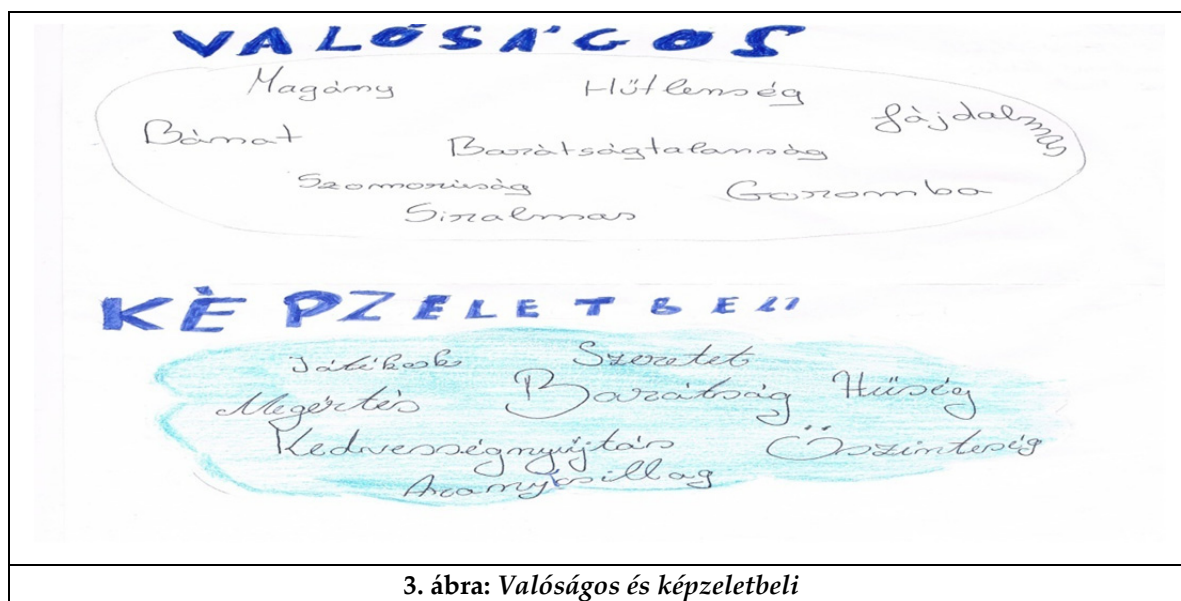 VALÓSÁGOS
Magány Hűtlenség
Bánat Barátságtalanság fájdalmas
Szomorúság Goromba
Siralmas
KÈPZELETBELI
Játékok Szeretet
Megértés Barátság Hűség
Kedvességnyújtás Őszinteség
Aranycsillag
3. ábra: Valóságos és képzeletbeli